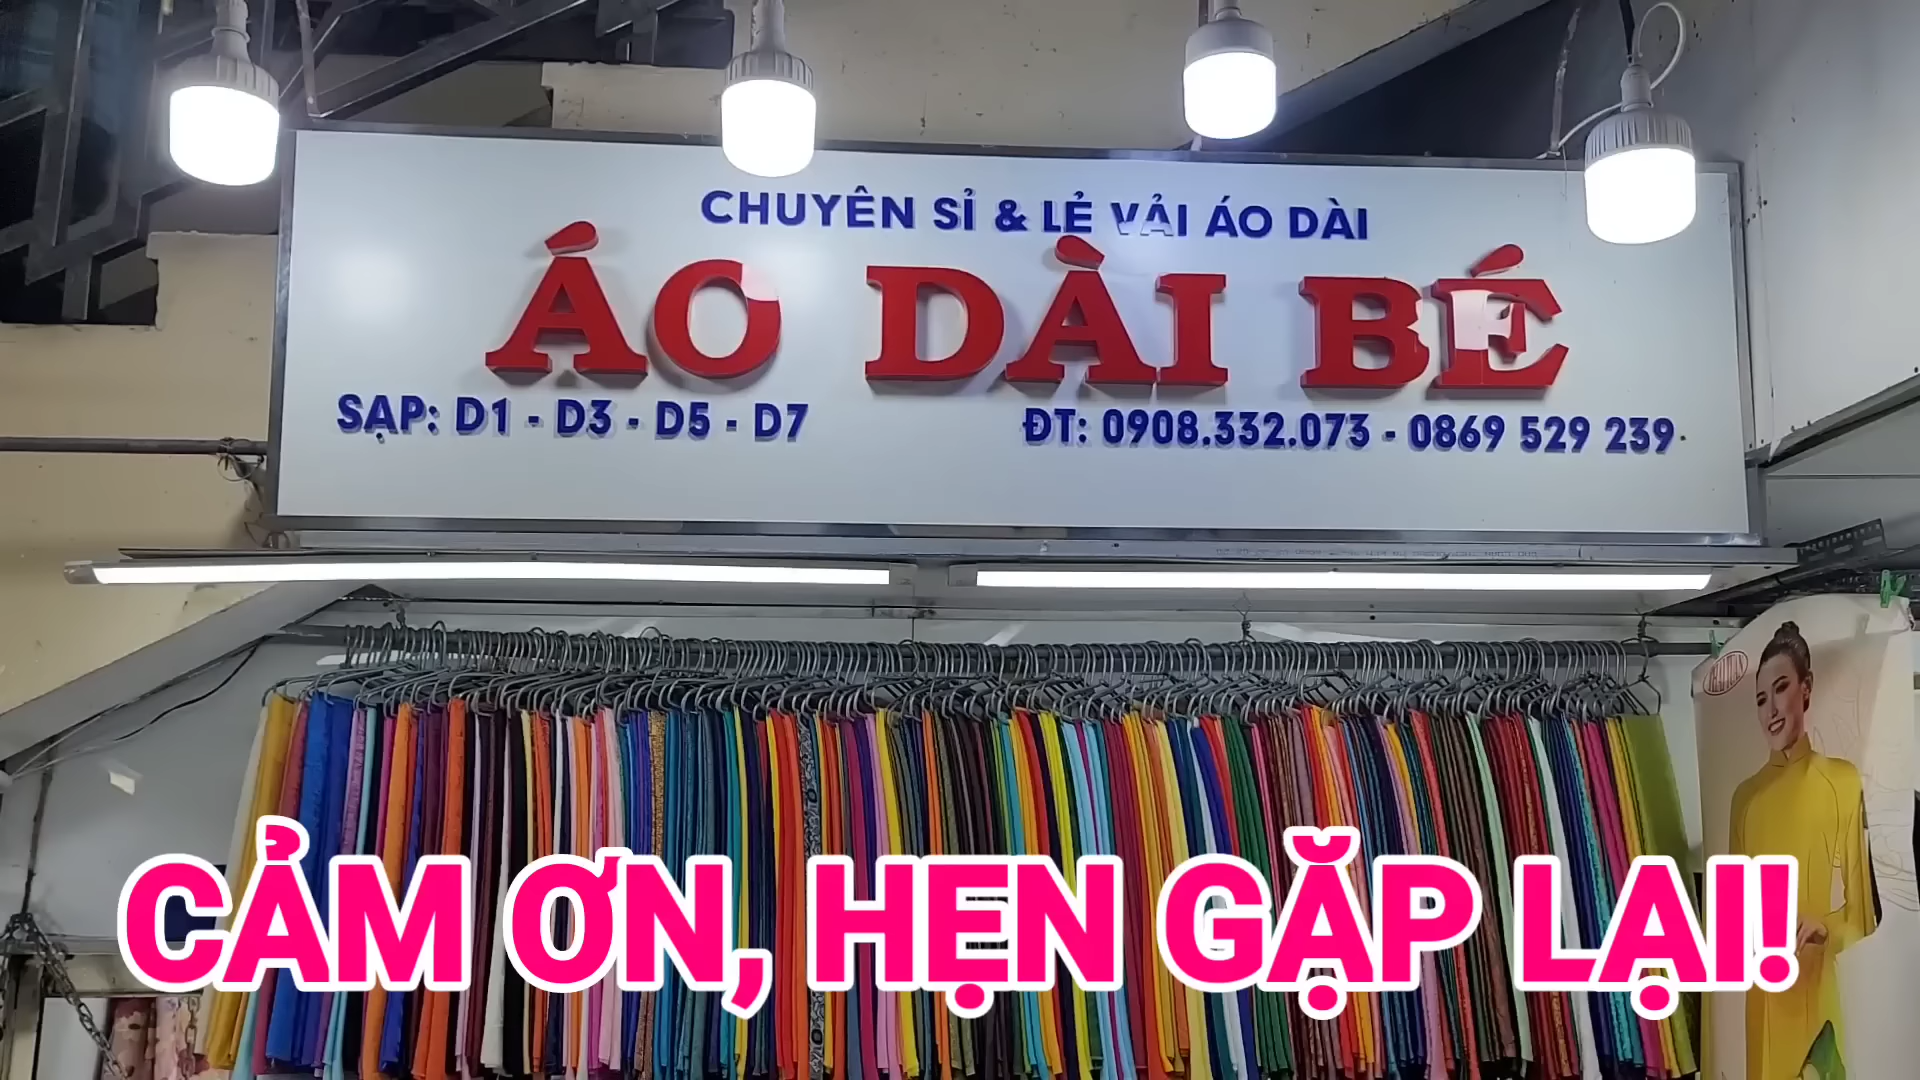 CHUYÊN SỈ & LẺ VẢI ÁO DÀI
ÁO DÀI BÉ
SẠP: D1 - D3 - D5 - D7
ĐT: 0908.332.073 - 0869 529 239
CẢM ƠN, HẸN GẶP LẠI!